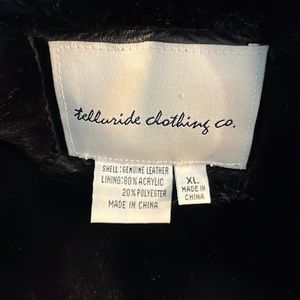 telluride clothing co.
SHELL:GENUINE LEATHER
LINING:80% ACRYLIC
20% POLYESTER
MADE IN CHINA
XL
MADE IN
CHINA